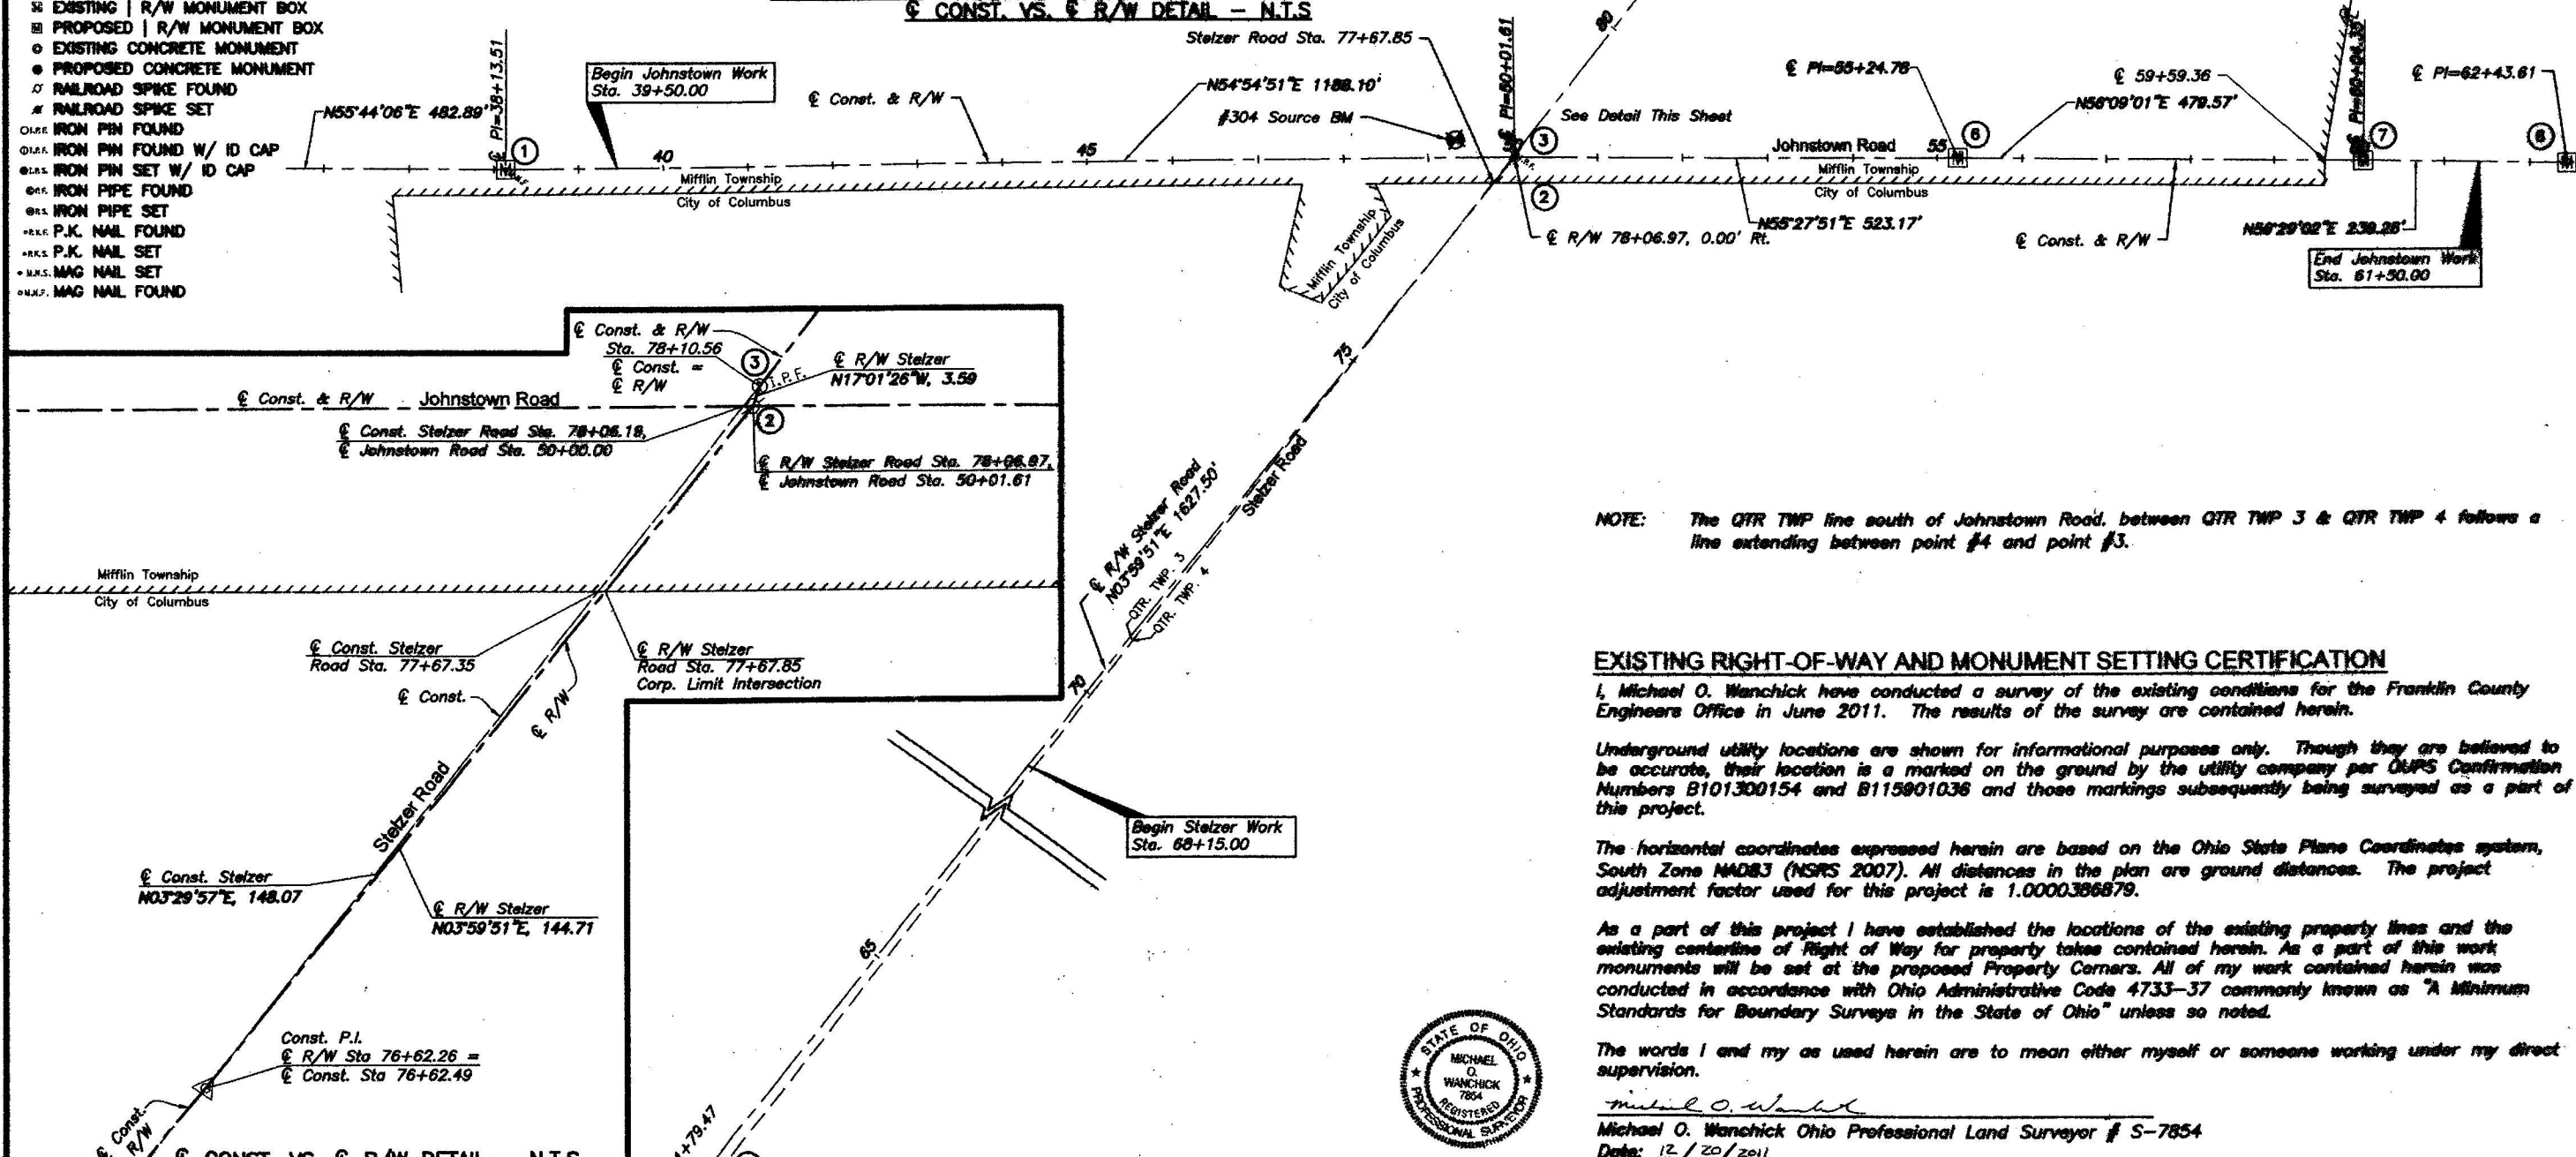 EXISTING | R/W MONUMENT BOX
PROPOSED | R/W MONUMENT BOX
EXISTING CONCRETE MONUMENT
PROPOSED CONCRETE MONUMENT
RAILROAD SPIKE FOUND
RAILROAD SPIKE SET
IRON PIN FOUND
IRON PIN FOUND W/ ID CAP
IRON PIN SET W/ ID CAP
IRON PIPE FOUND
IRON PIPE SET
P.K. NAIL FOUND
P.K. NAIL SET
M.N.S. MAG NAIL SET
M.N.F. MAG NAIL FOUND
℄ CONST. VS. ℄ R/W DETAIL - N.T.S
N55°44'06"E 482.89'
℄ PI=38+13.51
1
Begin Johnstown Work
Sta. 39+50.00
40
℄ Const. & R/W
45
N54°54'51"E 1188.10'
Stelzer Road Sta. 77+67.85
#304 Source BM
80
See Detail This Sheet
3
2
℄ R/W 78+06.97, 0.00' Rt.
Mifflin Township
City of Columbus
Mifflin Township
City of Columbus
℄ PI=55+24.76
Johnstown Road 55
6
Mifflin Township
City of Columbus
N55°27'51"E 523.17'
℄ 59+59.36
N56°09'01"E 479.57'
℄ Const. & R/W
7
℄ PI=62+43.61
8
N56°29'02"E 239.26'
End Johnstown Work
Sta. 61+50.00
℄ Const. & R/W
Sta. 78+10.56
℄ Const. =
℄ R/W
3
I.P.F.
℄ R/W Stelzer
N17°01'26"W, 3.59
℄ Const. & R/W Johnstown Road
2
℄ Const. Stelzer Road Sta. 78+06.18,
℄ Johnstown Road Sta. 50+00.00
℄ R/W Stelzer Road Sta. 78+06.97,
℄ Johnstown Road Sta. 50+01.61
Mifflin Township
City of Columbus
℄ Const. Stelzer
Road Sta. 77+67.35
℄ R/W Stelzer
Road Sta. 77+67.85
Corp. Limit Intersection
℄ Const.
℄ R/W
Stelzer Road
℄ Const. Stelzer
N03°29'57"E, 148.07
℄ R/W Stelzer
N03°59'51"E, 144.71
Const. P.I.
℄ R/W Sta 76+62.26 =
℄ Const. Sta 76+62.49
℄ Const.
R/W
℄ CONST. VS. ℄ R/W DETAIL - N.T.S
75
Stelzer Road
℄ R/W Stelzer Road
N03°59'51"E 1627.50'
QTR. TWP. 3
QTR. TWP. 4
70
Begin Stelzer Work
Sta. 68+15.00
65
+79.47
NOTE: The QTR TWP line south of Johnstown Road, between QTR TWP 3 & QTR TWP 4 follows a
line extending between point #4 and point #3.
EXISTING RIGHT-OF-WAY AND MONUMENT SETTING CERTIFICATION
I, Michael O. Wanchick have conducted a survey of the existing conditions for the Franklin County
Engineers Office in June 2011. The results of the survey are contained herein.
Underground utility locations are shown for informational purposes only. Though they are believed to
be accurate, their location is a marked on the ground by the utility company per OUPS Confirmation
Numbers B101300154 and B115901036 and those markings subsequently being surveyed as a part of
this project.
The horizontal coordinates expressed herein are based on the Ohio State Plane Coordinates system,
South Zone NAD83 (NSRS 2007). All distances in the plan are ground distances. The project
adjustment factor used for this project is 1.0000386879.
As a part of this project I have established the locations of the existing property lines and the
existing centerline of Right of Way for property takes contained herein. As a part of this work
monuments will be set at the proposed Property Corners. All of my work contained herein was
conducted in accordance with Ohio Administrative Code 4733-37 commonly known as "A Minimum
Standards for Boundary Surveys in the State of Ohio" unless so noted.
The words I and my as used herein are to mean either myself or someone working under my direct
supervision.
STATE OF OHIO
MICHAEL
O.
WANCHICK
7854
REGISTERED
PROFESSIONAL SURVEYOR
Michael O. Wanchick
Michael O. Wanchick Ohio Professional Land Surveyor # S-7854
Date: 12/20/2011